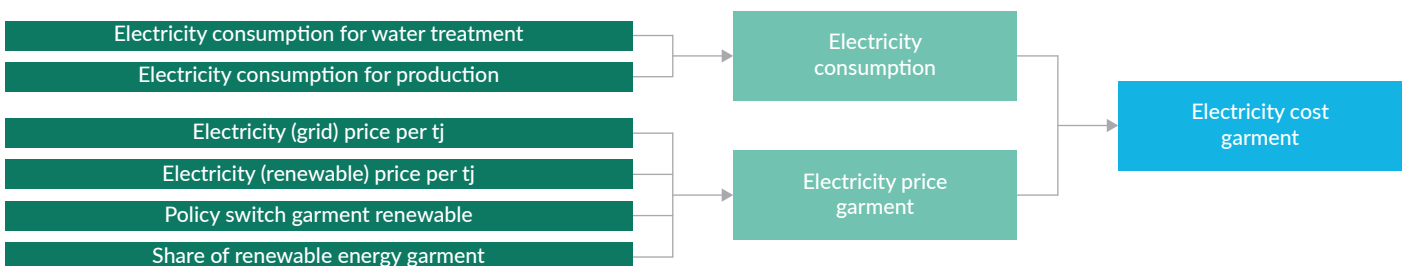 Electricity consumption for water treatment
Electricity consumption for production
Electricity (grid) price per tj
Electricity (renewable) price per tj
Policy switch garment renewable
Share of renewable energy garment
Electricity
consumption
Electricity price
garment
Electricity cost
garment